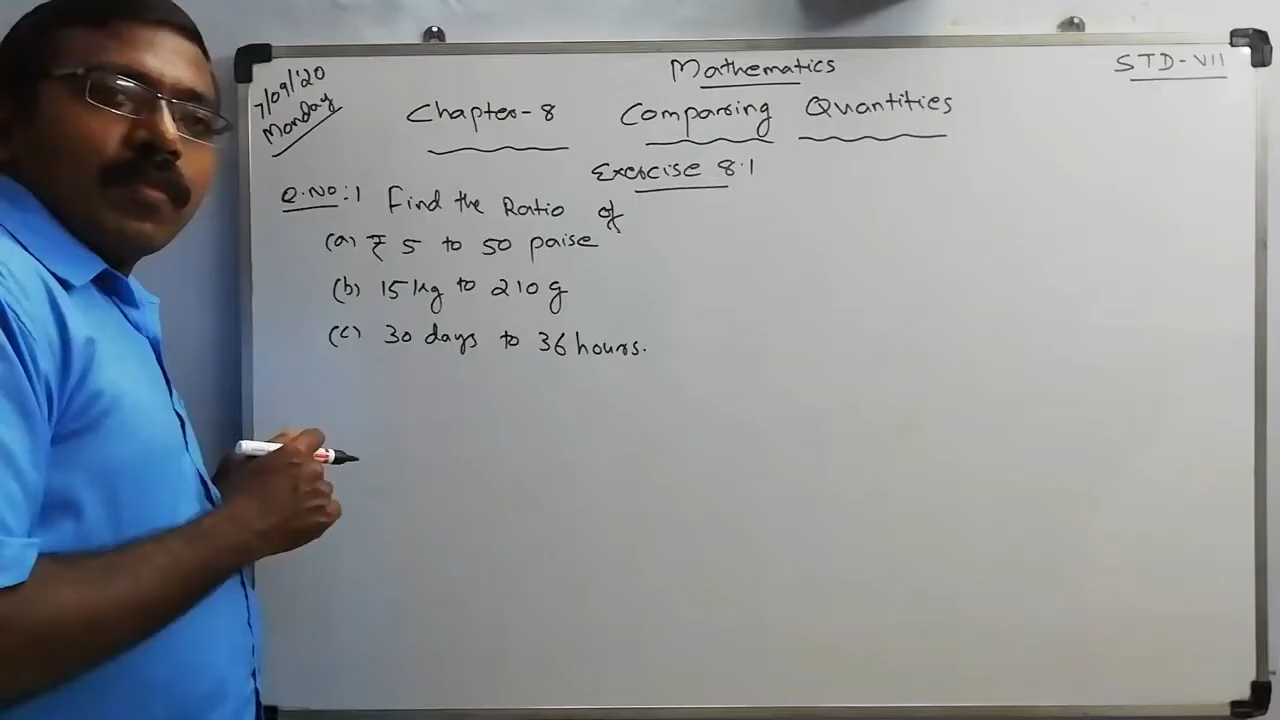 7/09/'20
Monday
Mathematics
STD-VII
Chapter-8 Comparing Quantities
Exercise 8.1
Q.No:1 Find the Ratio of
(a) ₹ 5 to 50 paise
(b) 15 kg to 210 g
(c) 30 days to 36 hours.